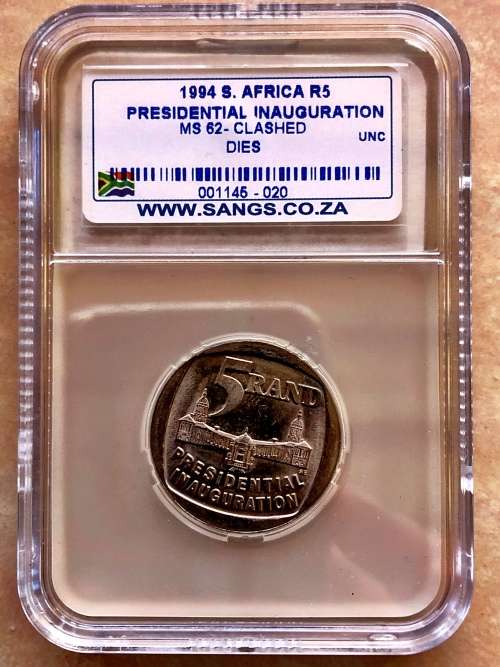 1994 S. AFRICA R5
PRESIDENTIAL INAUGURATION
MS 62- CLASHED
DIES
UNC
001145 - 020
WWW.SANGS.CO.ZA
5 RAND
PRESIDENTIAL
INAUGURATION